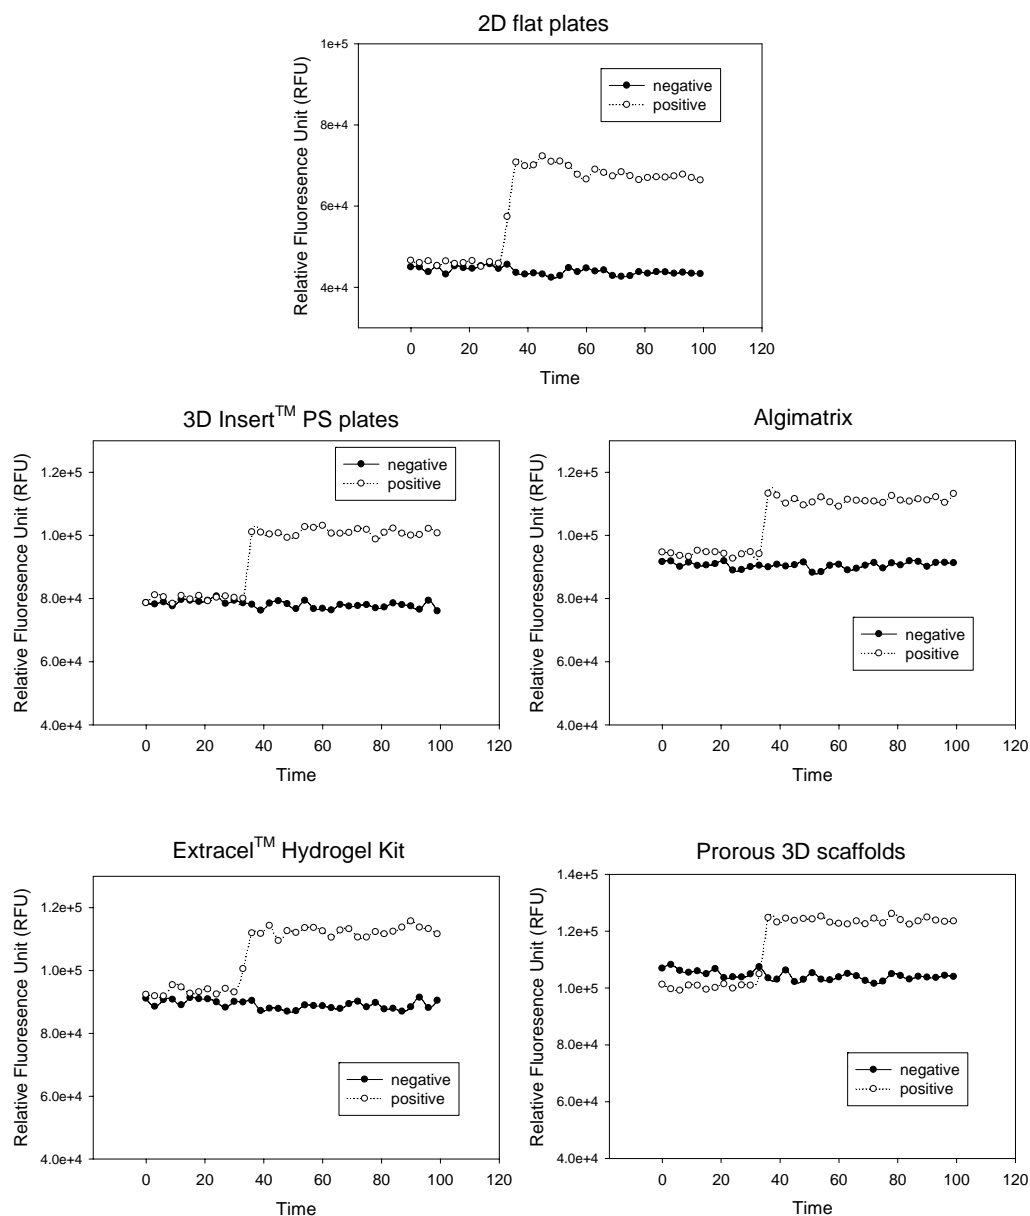 2D flat plates
Relative Fluoresence Unit (RFU)
1e+5
8e+4
6e+4
4e+4
negative
positive
0 20 40 60 80 100 120
Time
3D Insert™ PS plates
Relative Fluoresence Unit (RFU)
1.2e+5
1.0e+5
8.0e+4
6.0e+4
4.0e+4
negative
positive
0 20 40 60 80 100 120
Time
Algimatrix
Relative Fluoresence Unit (RFU)
1.2e+5
1.0e+5
8.0e+4
6.0e+4
4.0e+4
negative
positive
0 20 40 60 80 100 120
Time
Extracel™ Hydrogel Kit
Relative Fluoresence Unit (RFU)
1.2e+5
1.0e+5
8.0e+4
6.0e+4
4.0e+4
negative
positive
0 20 40 60 80 100 120
Time
Prorous 3D scaffolds
Relative Fluoresence Unit (RFU)
1.4e+5
1.2e+5
1.0e+5
8.0e+4
6.0e+4
4.0e+4
negative
positive
0 20 40 60 80 100 120
Time